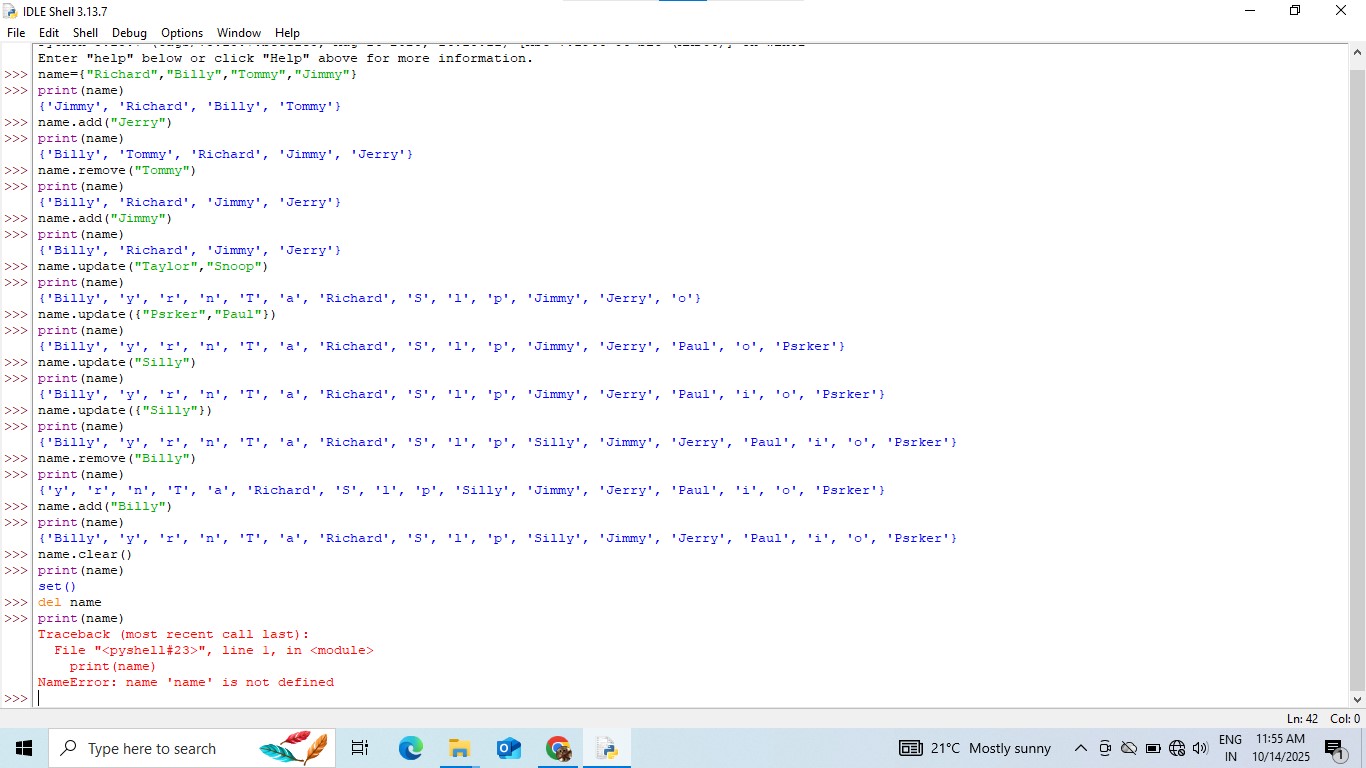 IDLE Shell 3.13.7
File Edit Shell Debug Options Window Help
Enter "help" below or click "Help" above for more information.
>>> name={"Richard","Billy","Tommy","Jimmy"}
>>> print(name)
{'Jimmy', 'Richard', 'Billy', 'Tommy'}
>>> name.add("Jerry")
>>> print(name)
{'Billy', 'Tommy', 'Richard', 'Jimmy', 'Jerry'}
>>> name.remove("Tommy")
>>> print(name)
{'Billy', 'Richard', 'Jimmy', 'Jerry'}
>>> name.add("Jimmy")
>>> print(name)
{'Billy', 'Richard', 'Jimmy', 'Jerry'}
>>> name.update("Taylor","Snoop")
>>> print(name)
{'Billy', 'y', 'r', 'n', 'T', 'a', 'Richard', 'S', 'l', 'p', 'Jimmy', 'Jerry', 'o'}
>>> name.update({"Psrker","Paul"})
>>> print(name)
{'Billy', 'y', 'r', 'n', 'T', 'a', 'Richard', 'S', 'l', 'p', 'Jimmy', 'Jerry', 'Paul', 'o', 'Psrker'}
>>> name.update("Silly")
>>> print(name)
{'Billy', 'y', 'r', 'n', 'T', 'a', 'Richard', 'S', 'l', 'p', 'Jimmy', 'Jerry', 'Paul', 'i', 'o', 'Psrker'}
>>> name.update({"Silly"})
>>> print(name)
{'Billy', 'y', 'r', 'n', 'T', 'a', 'Richard', 'S', 'l', 'p', 'Silly', 'Jimmy', 'Jerry', 'Paul', 'i', 'o', 'Psrker'}
>>> name.remove("Billy")
>>> print(name)
{'y', 'r', 'n', 'T', 'a', 'Richard', 'S', 'l', 'p', 'Silly', 'Jimmy', 'Jerry', 'Paul', 'i', 'o', 'Psrker'}
>>> name.add("Billy")
>>> print(name)
{'Billy', 'y', 'r', 'n', 'T', 'a', 'Richard', 'S', 'l', 'p', 'Silly', 'Jimmy', 'Jerry', 'Paul', 'i', 'o', 'Psrker'}
>>> name.clear()
>>> print(name)
set()
>>> del name
>>> print(name)
Traceback (most recent call last):
  File "<pyshell#23>", line 1, in <module>
    print(name)
NameError: name 'name' is not defined
>>>
Ln: 42 Col: 0
Type here to search
21°C Mostly sunny
ENG
IN
11:55 AM
10/14/2025
1